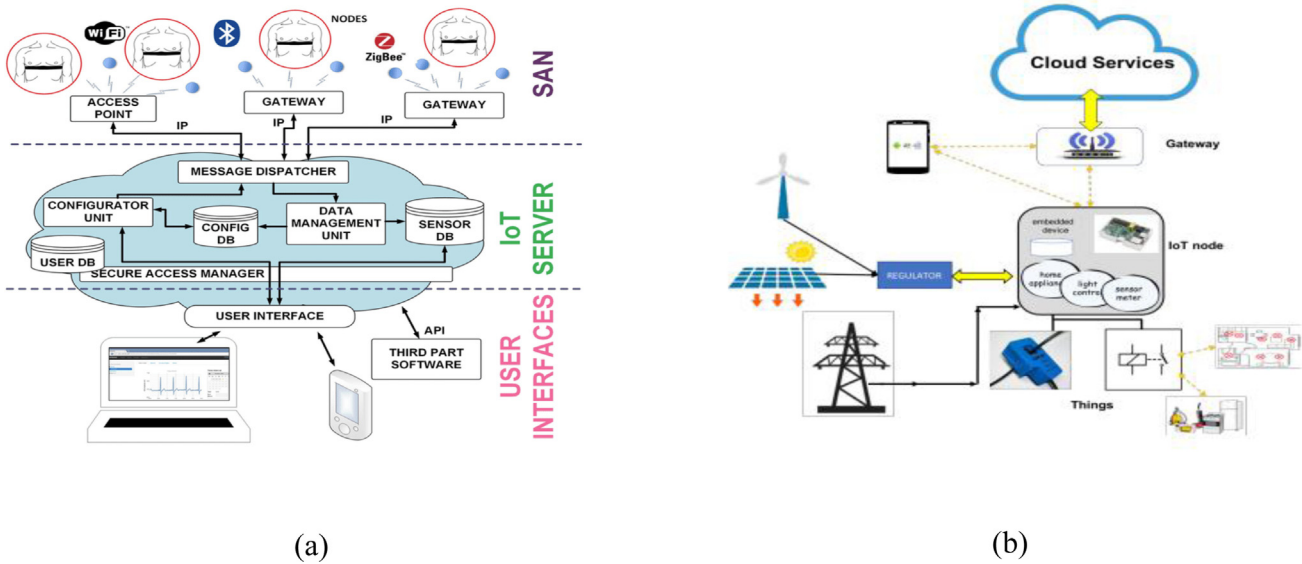 WiFi
NODES
ZigBee™
SAN
ACCESS
POINT
GATEWAY
GATEWAY
IP
IP
IP
MESSAGE DISPATCHER
CONFIGURATOR
UNIT
CONFIG
DB
DATA
MANAGEMENT
UNIT
SENSOR
DB
USER DB
SECURE ACCESS MANAGER
IoT
SERVER
USER INTERFACE
API
THIRD PART
SOFTWARE
USER
INTERFACES
(a)
Cloud Services
Gateway
embedded
device
IoT node
REGULATOR
home
applianc
light
control
sensor
meter
Things
(b)